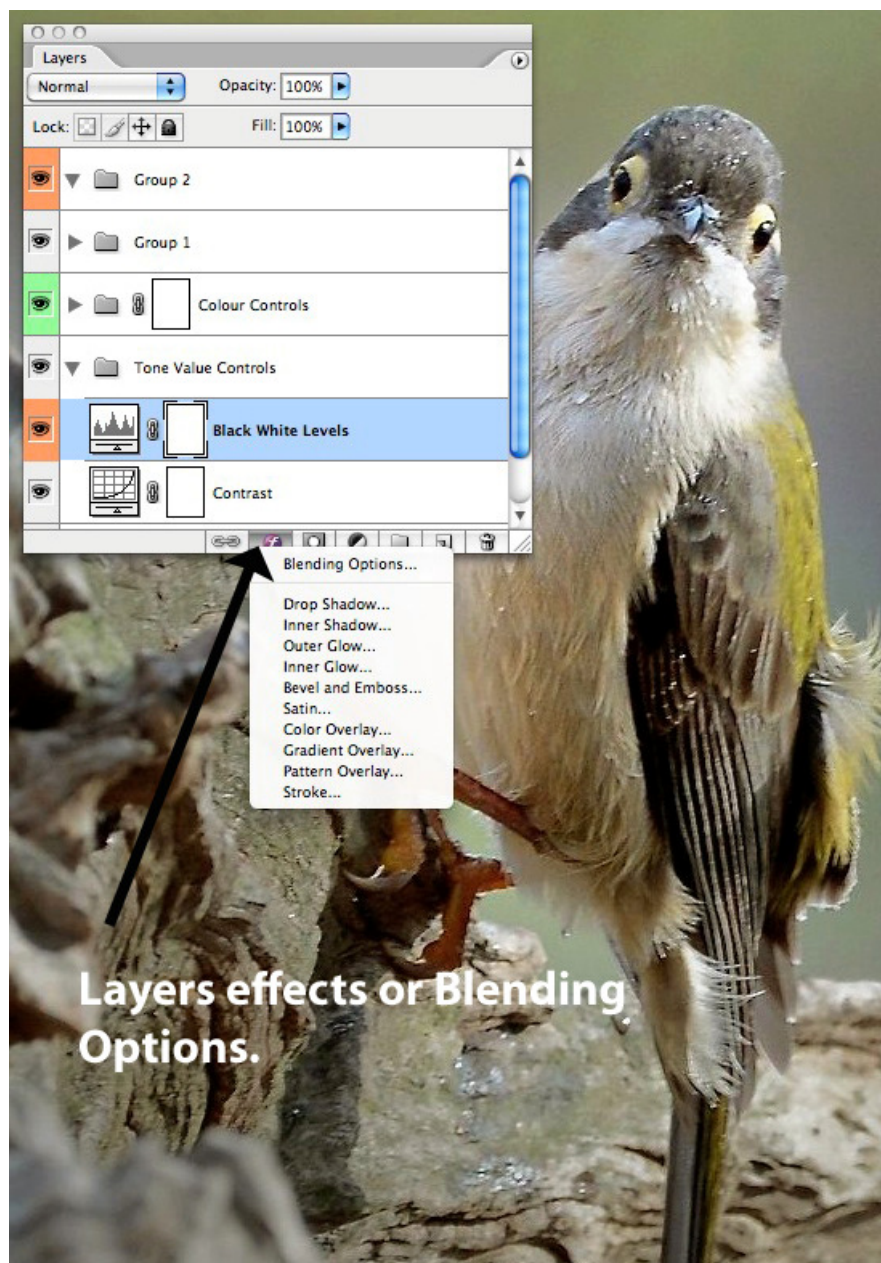 Layers
Normal Opacity: 100%
Lock: Fill: 100%
Group 2
Group 1
Colour Controls
Tone Value Controls
Black White Levels
Contrast
Blending Options...
Drop Shadow...
Inner Shadow...
Outer Glow...
Inner Glow...
Bevel and Emboss...
Satin...
Color Overlay...
Gradient Overlay...
Pattern Overlay...
Stroke...
Layers effects or Blending
Options.